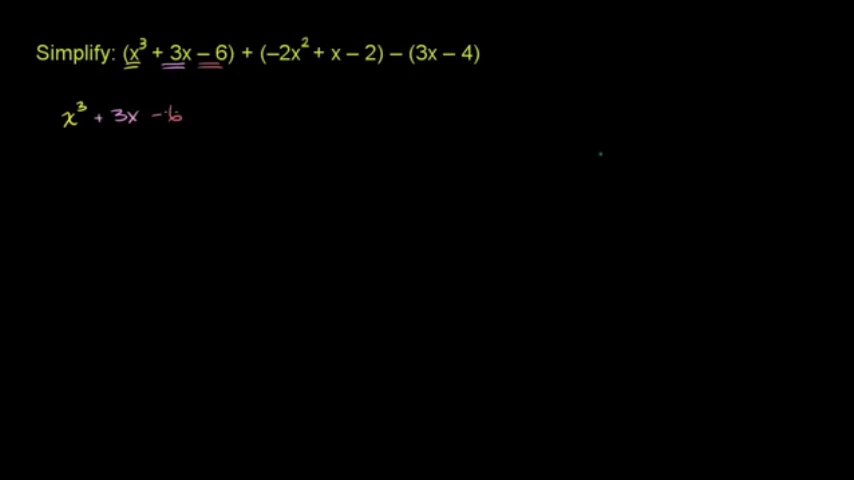 Simplify: (x³ + 3x – 6) + (–2x² + x – 2) – (3x – 4)
x³ + 3x - 6